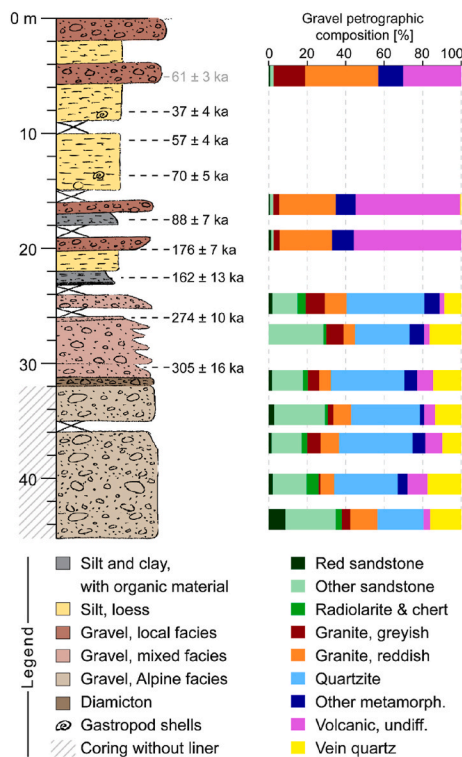 Gravel petrographic
composition [%]
0 m
0 20 40 60 80 100
61 ± 3 ka
37 ± 4 ka
10
57 ± 4 ka
70 ± 5 ka
88 ± 7 ka
176 ± 7 ka
20
162 ± 13 ka
274 ± 10 ka
30
305 ± 16 ka
40
Legend
Silt and clay,
with organic material
Silt, loess
Gravel, local facies
Gravel, mixed facies
Gravel, Alpine facies
Diamicton
Gastropod shells
Coring without liner
Red sandstone
Other sandstone
Radiolarite & chert
Granite, greyish
Granite, reddish
Quartzite
Other metamorph.
Volcanic, undiff.
Vein quartz